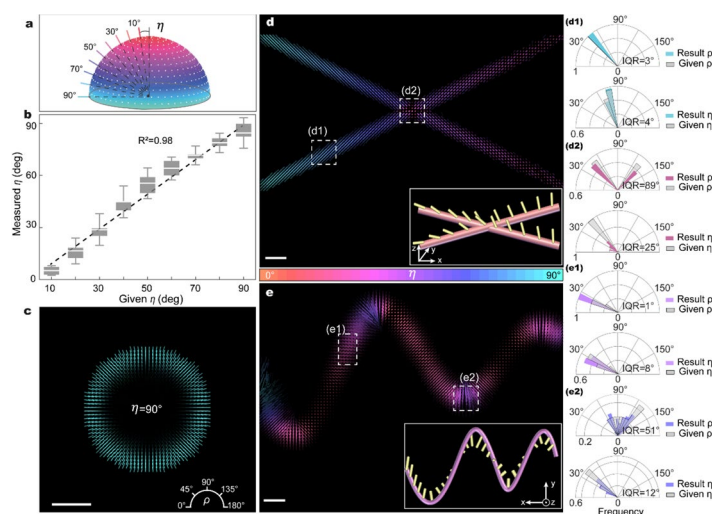 a
10°
η
30°
50°
70°
90°
b
R²=0.98
Measured η (deg)
90
60
30
0
10 20 30 40 50 60 70 80 90
Given η (deg)
c
η=90°
45° 90° 135°
0° ρ 180°
d
(d1)
(d2)
z y
x
0° η 90°
e
(e1)
(e2)
y
x z
(d1)
90°
30° 150°
Result ρ
Given ρ
IQR=3°
1 0
90°
30° 150°
Result η
Given η
IQR=4°
0.6 0
(d2)
90°
30° 150°
Result ρ
Given ρ
IQR=89°
0.6 0
90°
30° 150°
Result η
Given η
IQR=25°
0.6 0
(e1)
90°
30° 150°
Result ρ
Given ρ
IQR=1°
1 0
90°
30° 150°
Result η
Given η
IQR=8°
0.6 0
(e2)
90°
30° 150°
Result ρ
Given ρ
IQR=51°
0.2 0
90°
30° 150°
Result η
Given η
IQR=12°
0.6 0
Frequency